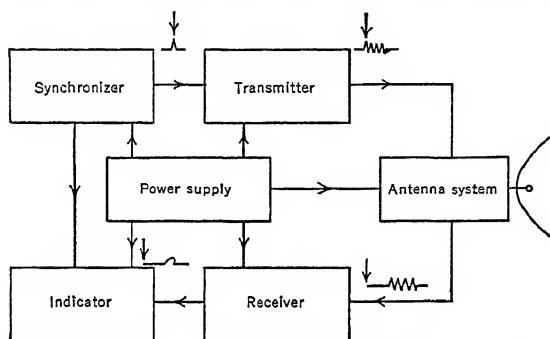 Synchronizer
Transmitter
Power supply
Antenna system
Indicator
Receiver